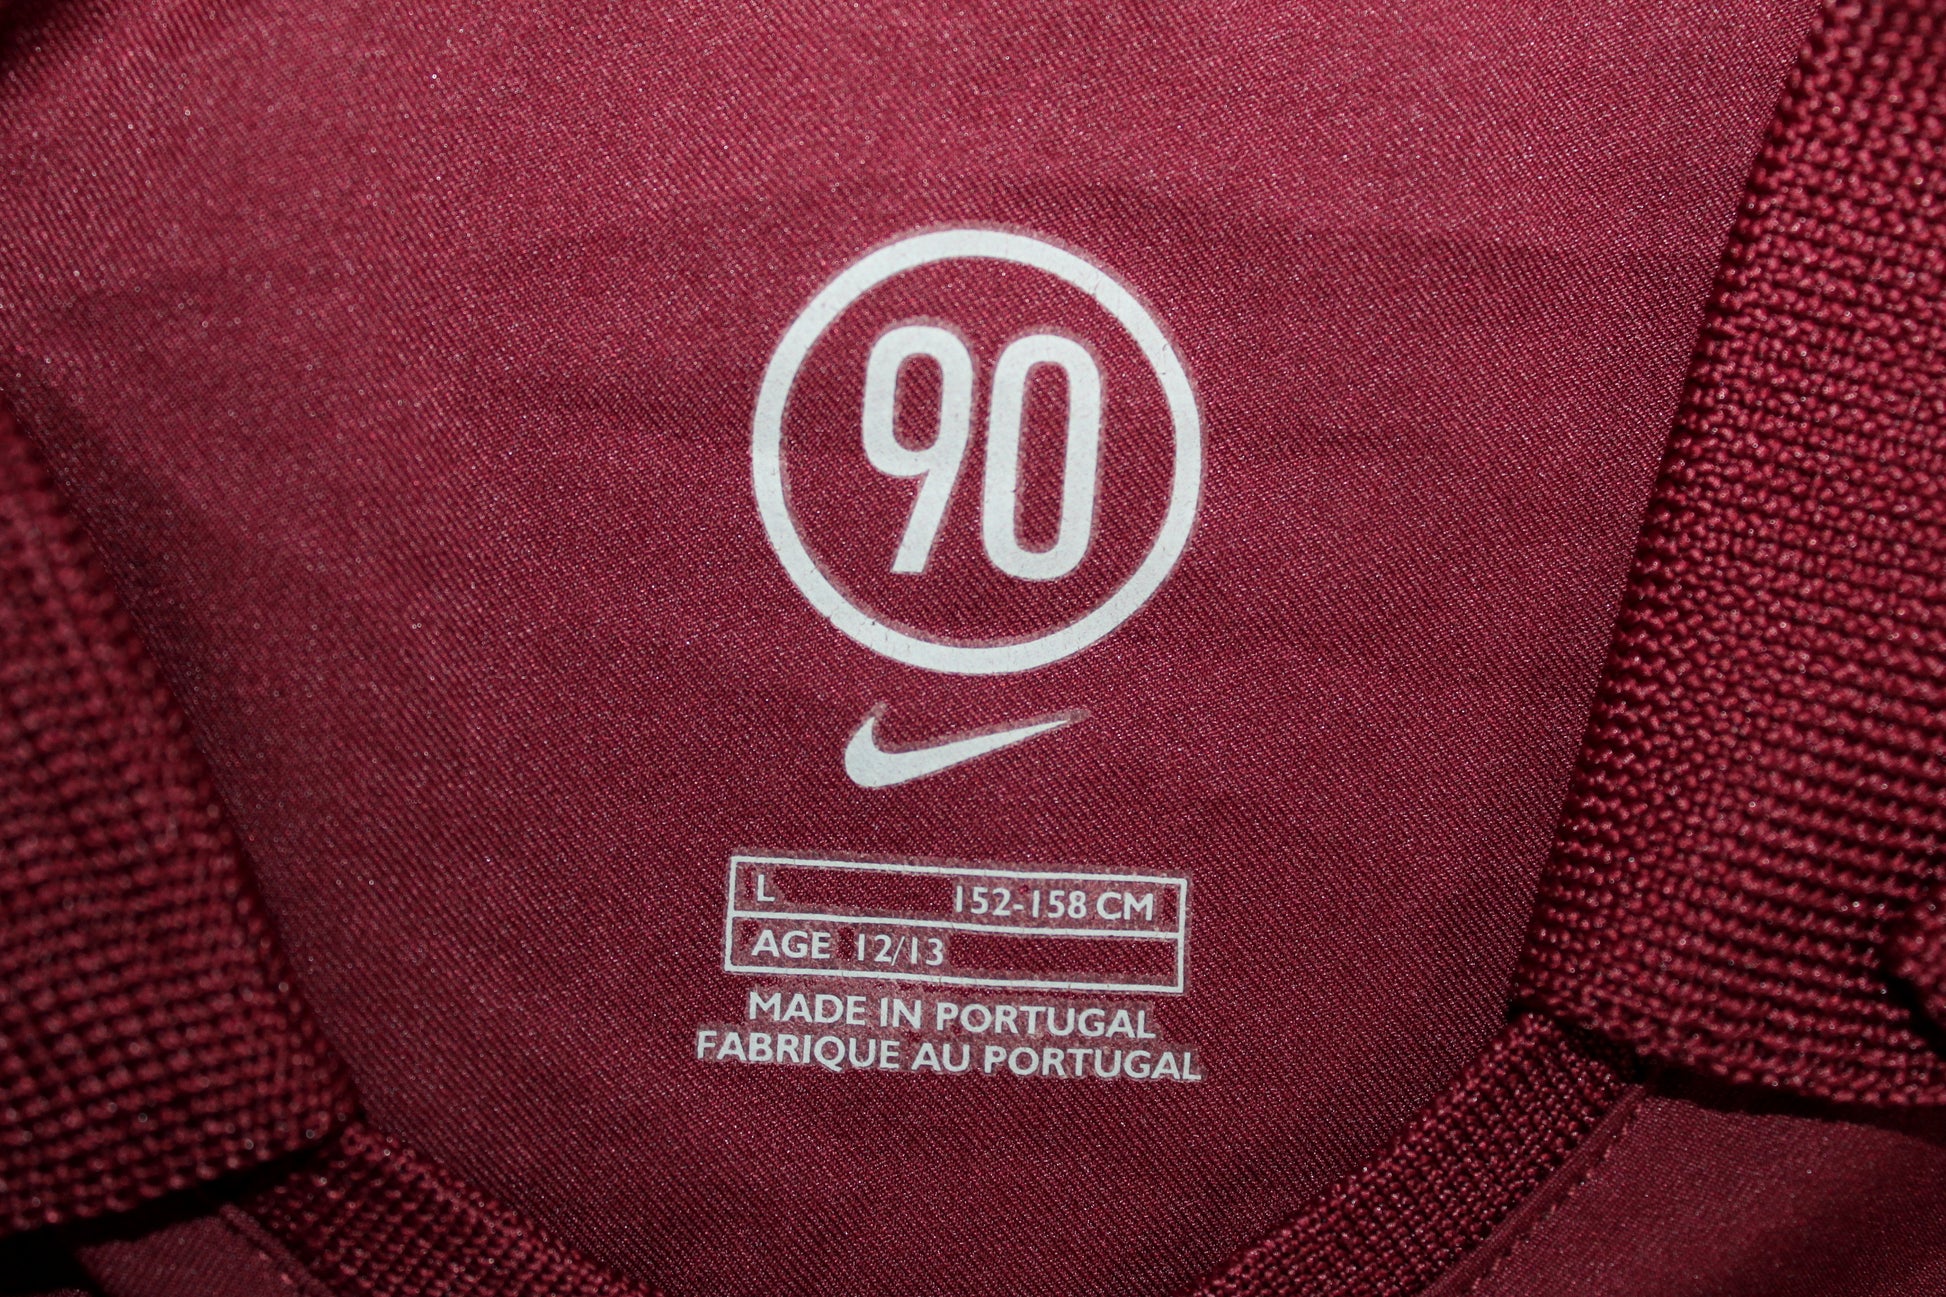 90
L 152-158 CM
AGE 12/13
MADE IN PORTUGAL
FABRIQUE AU PORTUGAL